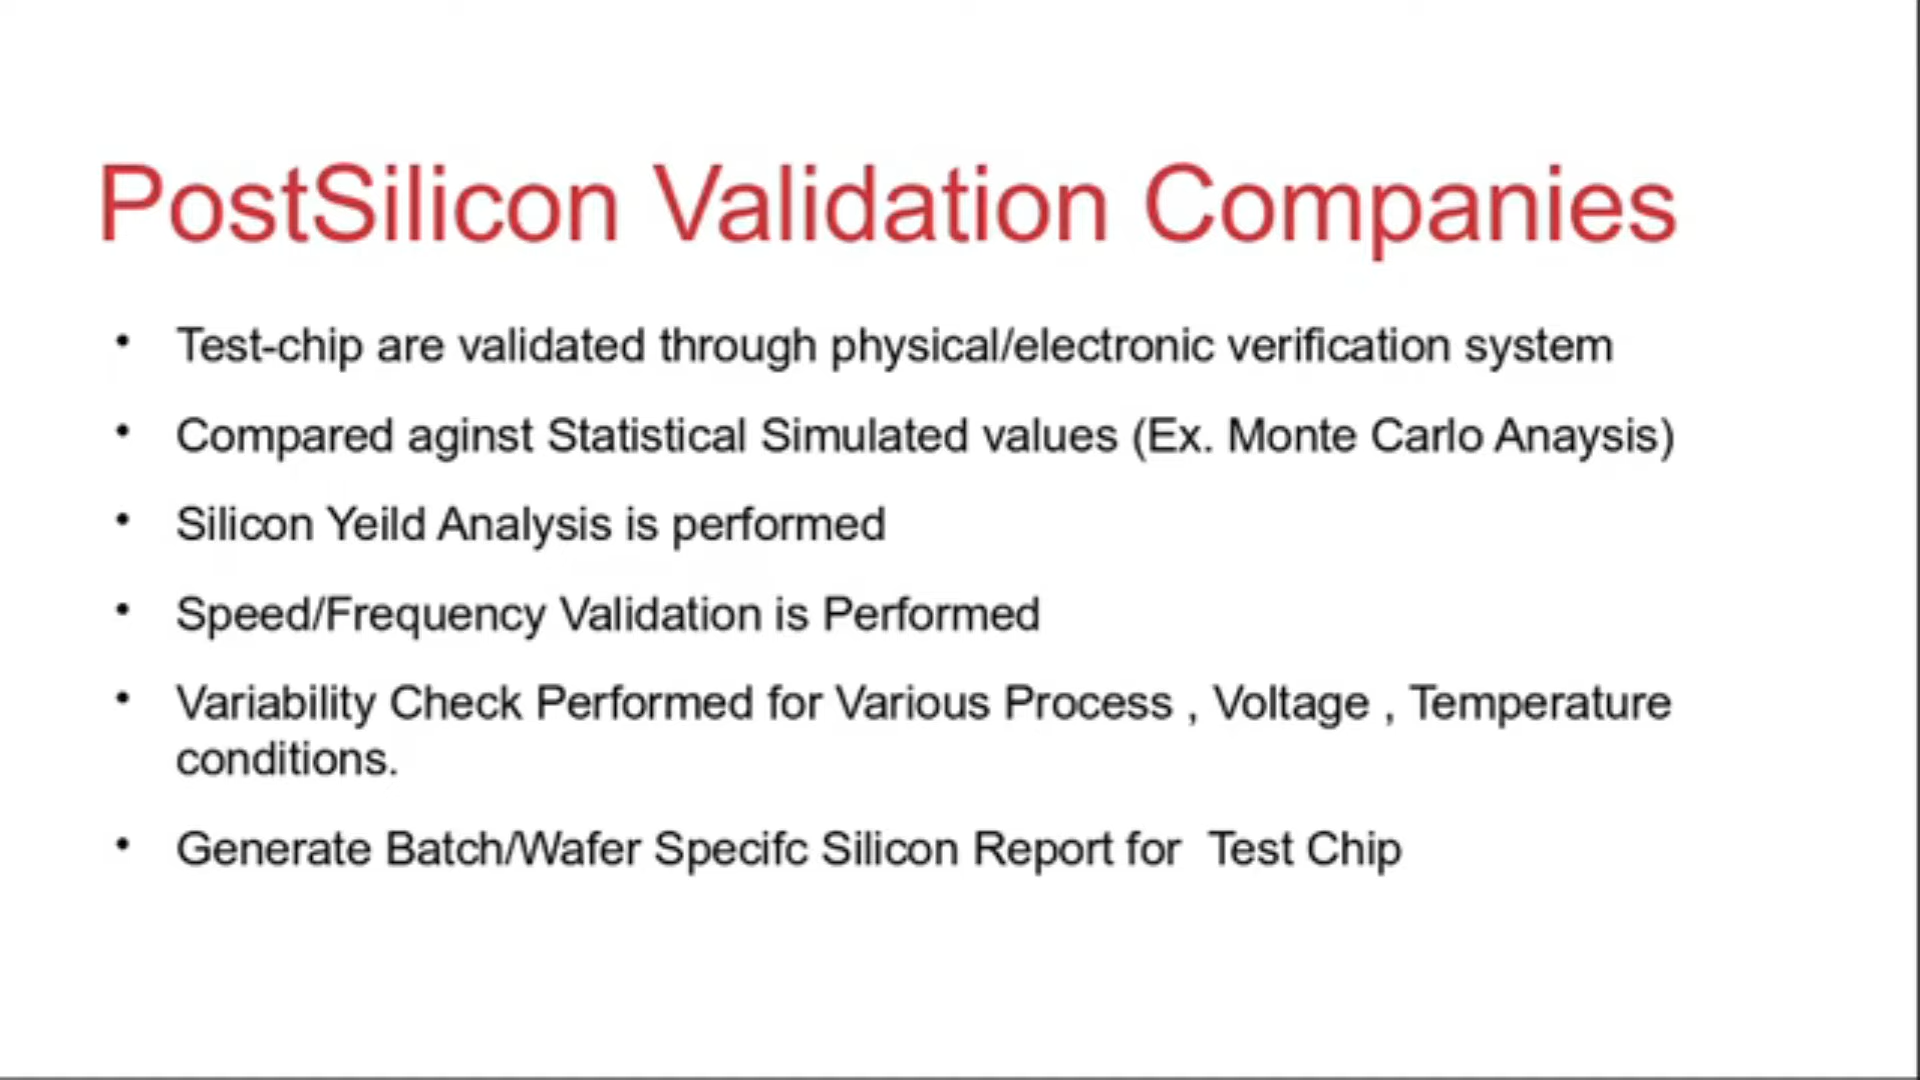 PostSilicon Validation Companies
• Test-chip are validated through physical/electronic verification system
• Compared aginst Statistical Simulated values (Ex. Monte Carlo Anaysis)
• Silicon Yeild Analysis is performed
• Speed/Frequency Validation is Performed
• Variability Check Performed for Various Process , Voltage , Temperature
conditions.
• Generate Batch/Wafer Specifc Silicon Report for  Test Chip